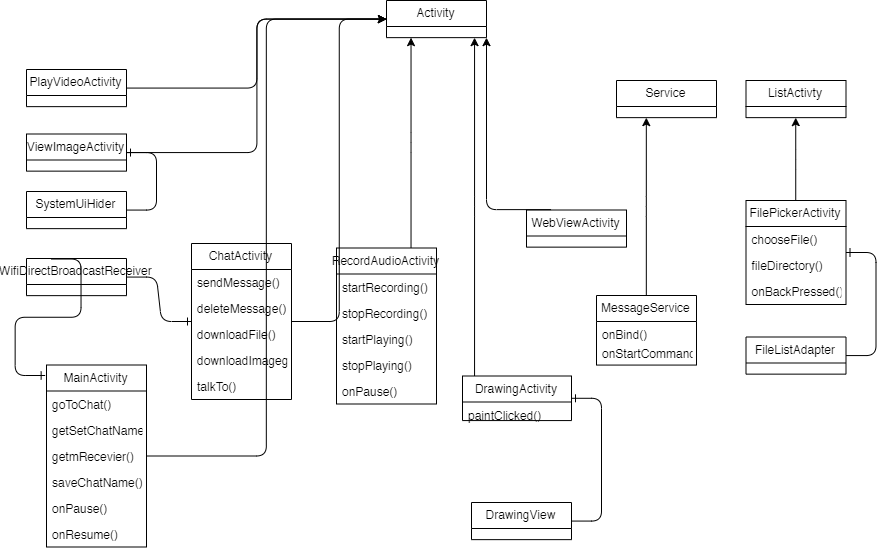 Activity
PlayVideoActivity
ViewImageActivity
SystemUiHider
WifiDirectBroadcastReceiver
ChatActivity
sendMessage()
deleteMessage()
downloadFile()
downloadImageg
talkTo()
RecordAudioActivity
startRecording()
stopRecording()
startPlaying()
stopPlaying()
onPause()
MainActivity
goToChat()
getSetChatName
getmRecevier()
saveChatName()
onPause()
onResume()
DrawingActivity
paintClicked()
DrawingView
WebViewActivity
Service
MessageService
onBind()
onStartCommand
ListActivty
FilePickerActivity
chooseFile()
fileDirectory()
onBackPressed()
FileListAdapter